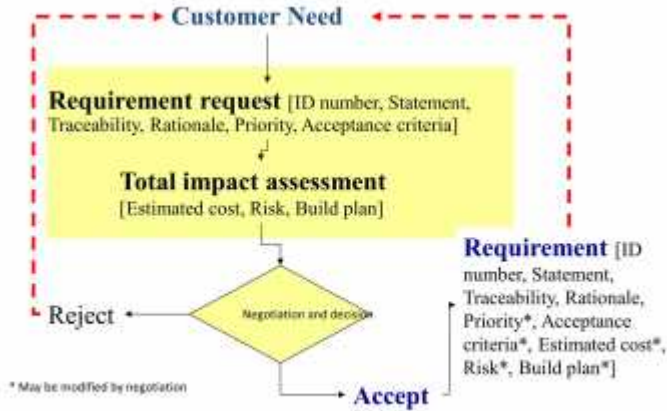 Customer Need
Requirement request [ID number, Statement,
Traceability, Rationale, Priority, Acceptance criteria]
Total impact assessment
[Estimated cost, Risk, Build plan]
Negotiation and decision
Reject
Accept
Requirement [ID
number, Statement,
Traceability, Rationale,
Priority*, Acceptance
criteria*, Estimated cost*,
Risk*, Build plan*]
* May be modified by negotiation